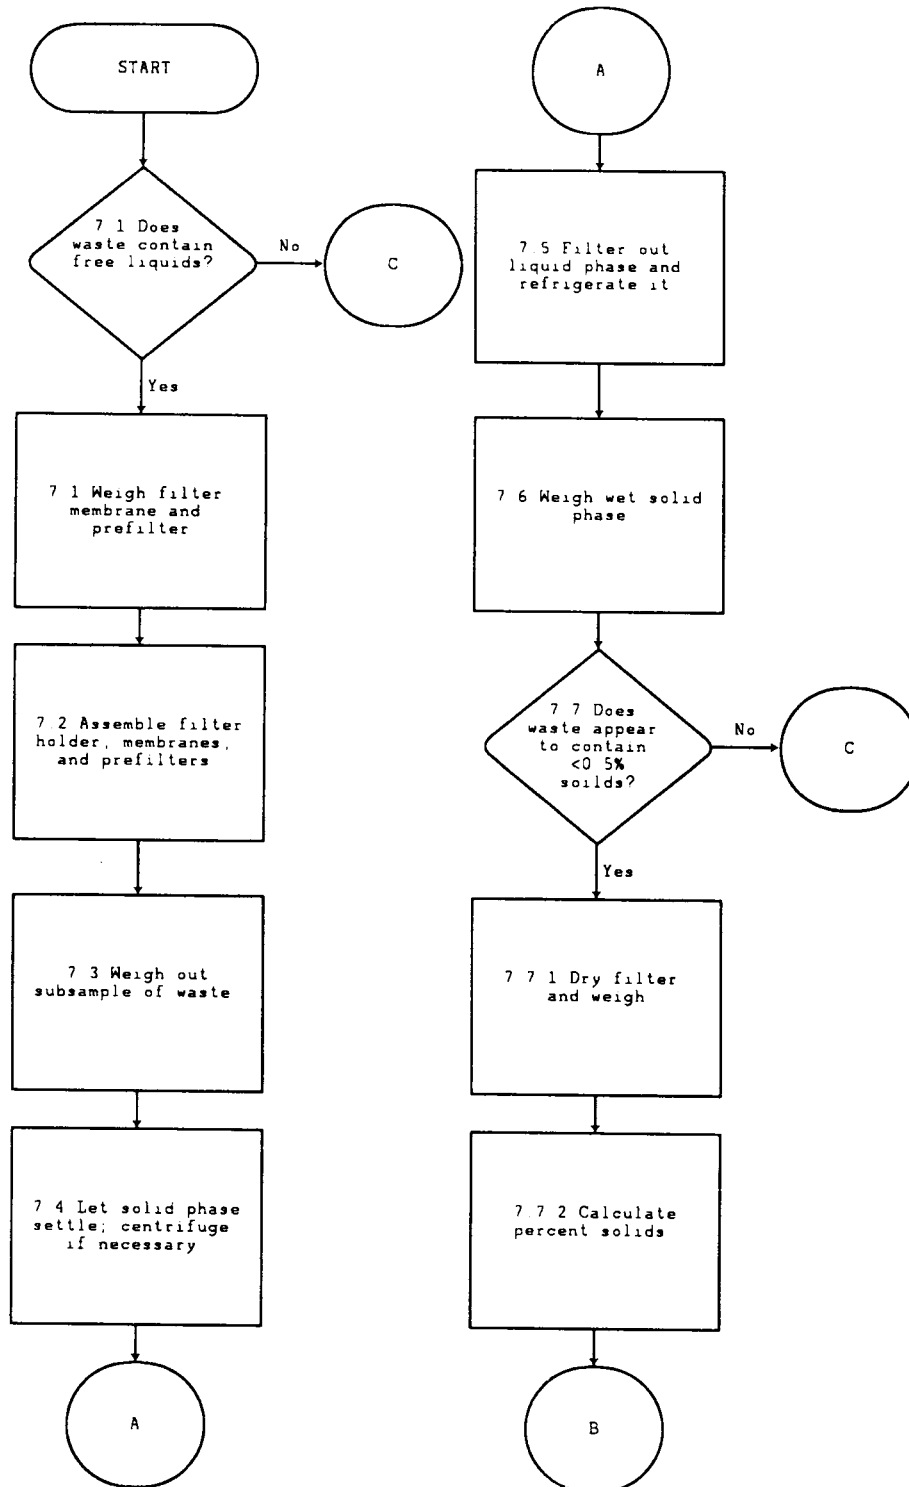 START
7 1 Does
waste contain
free liquids?
No
C
Yes
7 1 Weigh filter
membrane and
prefilter
7.2 Assemble filter
holder, membranes,
and prefilters
7 3 Weigh out
subsample of waste
7 4 Let solid phase
settle; centrifuge
if necessary
A
A
7 5 Filter out
liquid phase and
refrigerate it
7 6 Weigh wet solid
phase
7 7 Does
waste appear
to contain
<0 5%
soilds?
No
C
Yes
7 7 1 Dry filter
and weigh
7.7 2 Calculate
percent solids
B